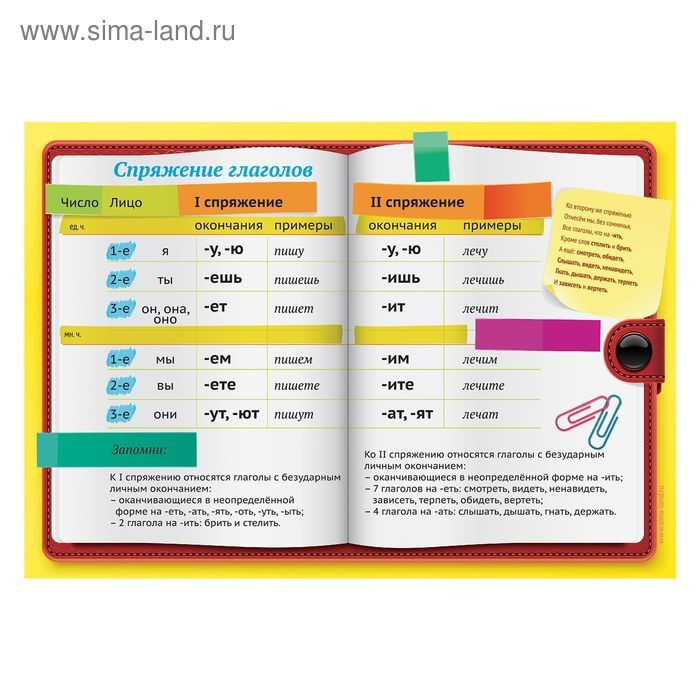 www.sima-land.ru
Спряжение глаголов
Число Лицо I спряжение II спряжение
окончания примеры окончания примеры
ед. ч.
1-е я -у, -ю пишу -у, -ю лечу
2-е ты -ешь пишешь -ишь лечишь
3-е он, она, оно -ет пишет -ит лечит
мн. ч.
1-е мы -ем пишем -им лечим
2-е вы -ете пишете -ите лечите
3-е они -ут, -ют пишут -ат, -ят лечат
Запомни:
К I спряжению относятся глаголы с безударным
личным окончанием:
– оканчивающиеся в неопределённой
форме на -еть, -ать, -ять, -оть, -уть, -ыть;
– 2 глагола на -ить: брить и стелить.
Ко II спряжению относятся глаголы с безударным
личным окончанием:
– оканчивающиеся в неопределённой форме на -ить;
– 7 глаголов на -еть: смотреть, видеть, ненавидеть,
зависеть, терпеть, обидеть, вертеть;
– 4 глагола на -ать: слышать, дышать, гнать, держать.
Ко второму же спряженью
Отнесём мы, без сомненья,
Все глаголы, что на -ить,
Кроме слов стелить и брить.
А ещё: смотреть, обидеть,
Слышать, видеть, ненавидеть,
Гнать, дышать, держать, терпеть
И зависеть и вертеть.
www.sima-land.ru